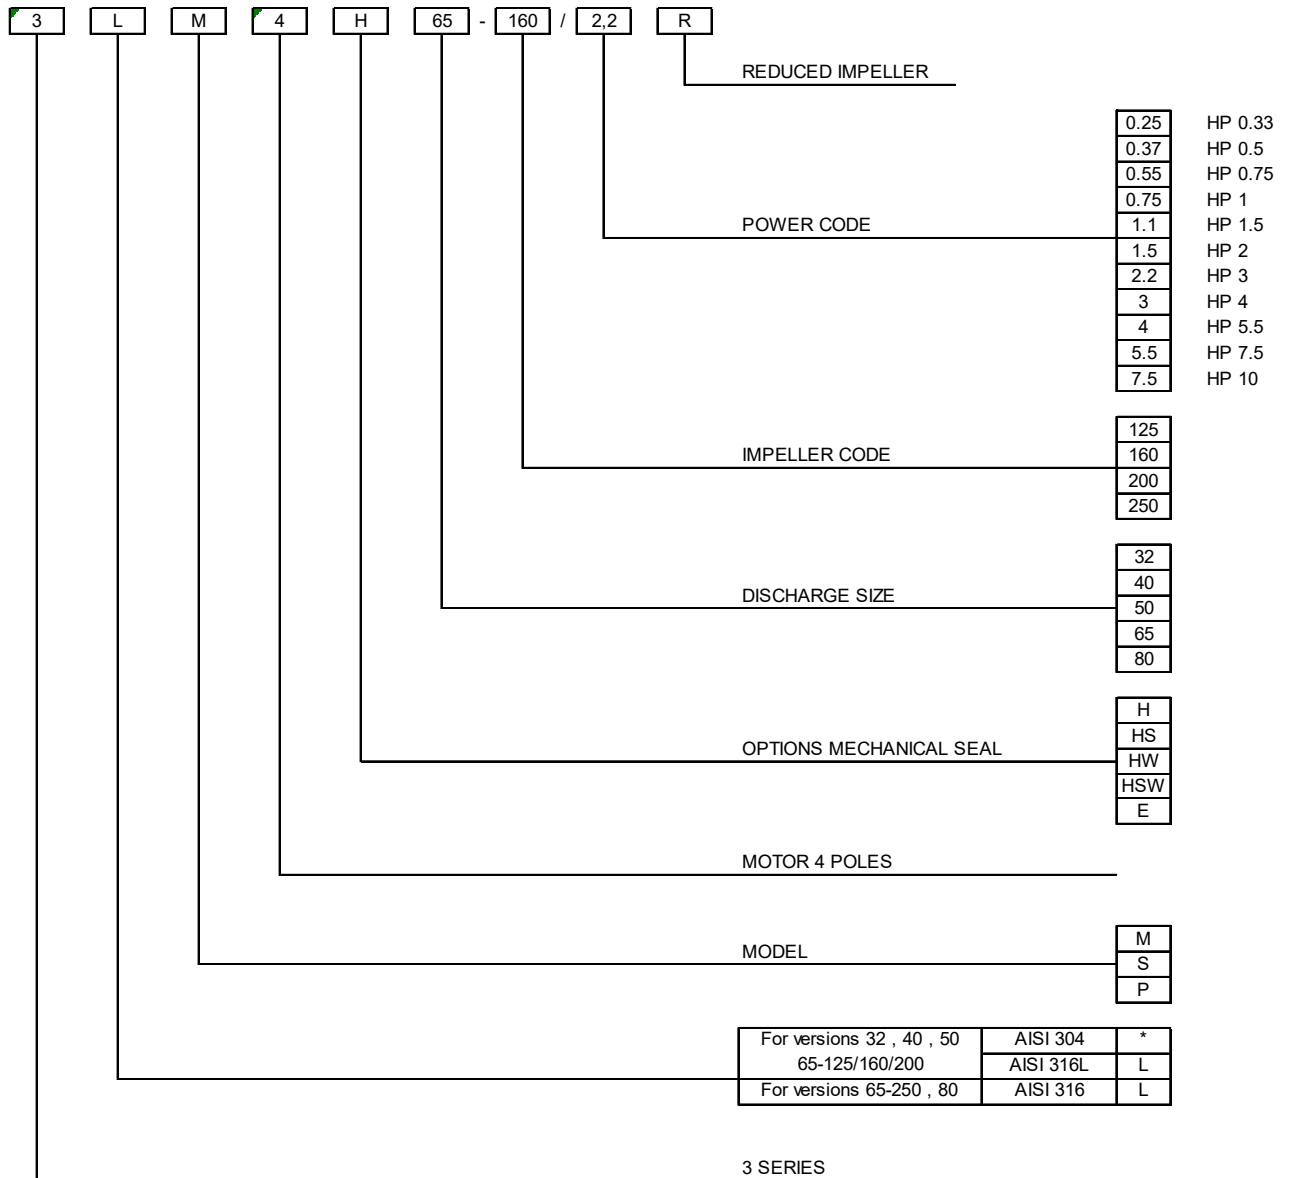 3 L M 4 H 65 - 160 / 2,2 R
REDUCED IMPELLER
0.25 HP 0.33
0.37 HP 0.5
0.55 HP 0.75
0.75 HP 1
POWER CODE 1.1 HP 1.5
1.5 HP 2
2.2 HP 3
3 HP 4
4 HP 5.5
5.5 HP 7.5
7.5 HP 10
125
IMPELLER CODE 160
200
250
32
40
DISCHARGE SIZE
50
65
80
H
HS
OPTIONS MECHANICAL SEAL
HW
HSW
E
MOTOR 4 POLES
M
MODEL
S
P
For versions 32 , 40 , 50 AISI 304 *
65-125/160/200 AISI 316L L
For versions 65-250 , 80 AISI 316 L
3 SERIES